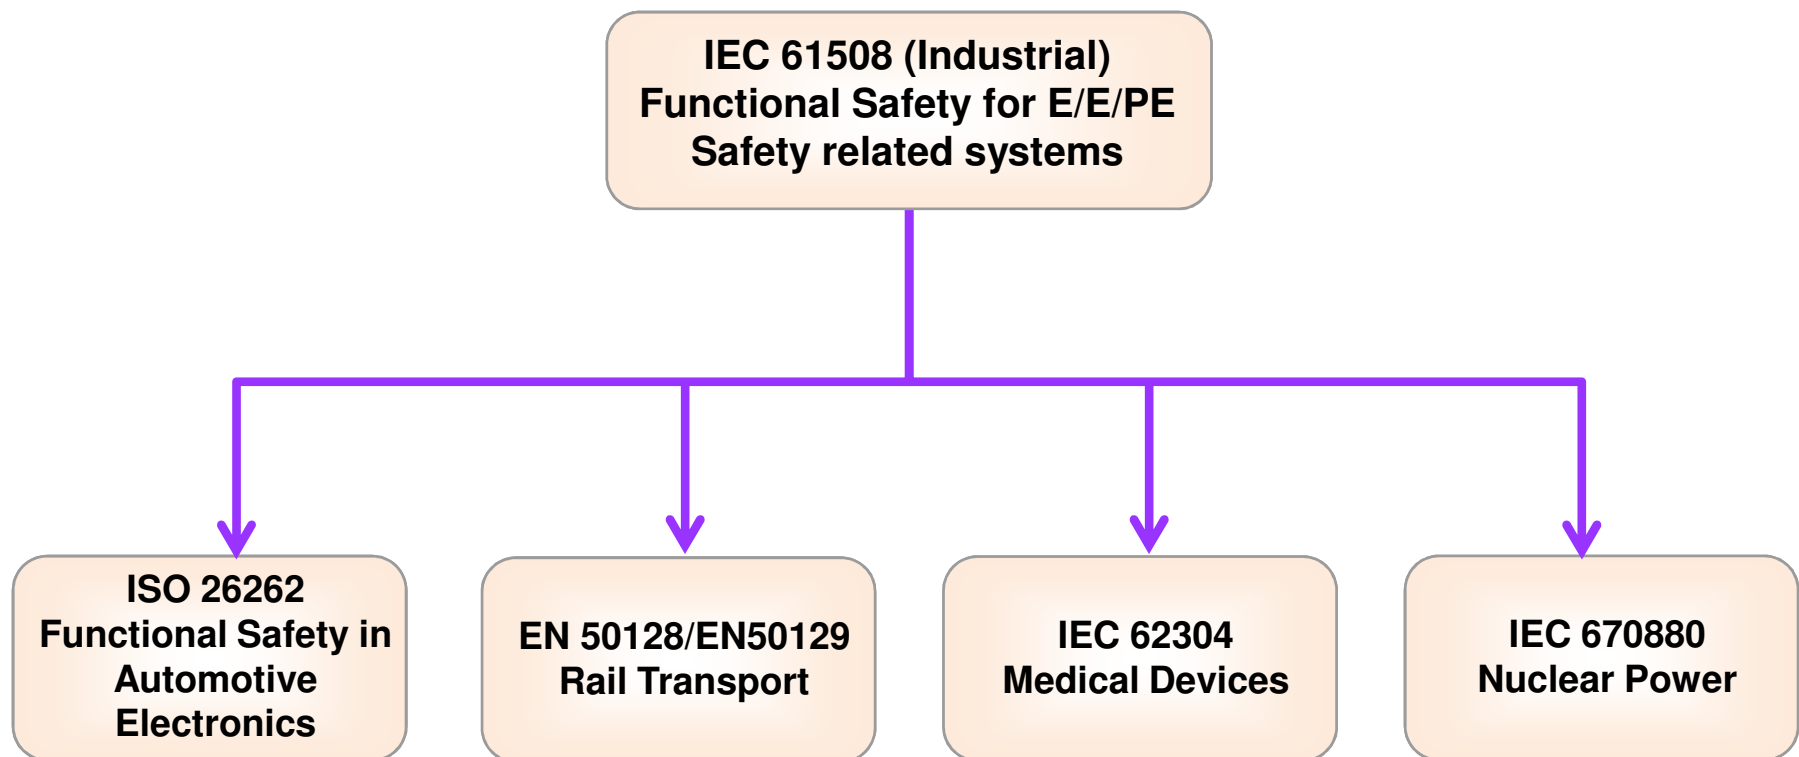 IEC 61508 (Industrial)
Functional Safety for E/E/PE
Safety related systems
ISO 26262
Functional Safety in
Automotive
Electronics
EN 50128/EN50129
Rail Transport
IEC 62304
Medical Devices
IEC 670880
Nuclear Power